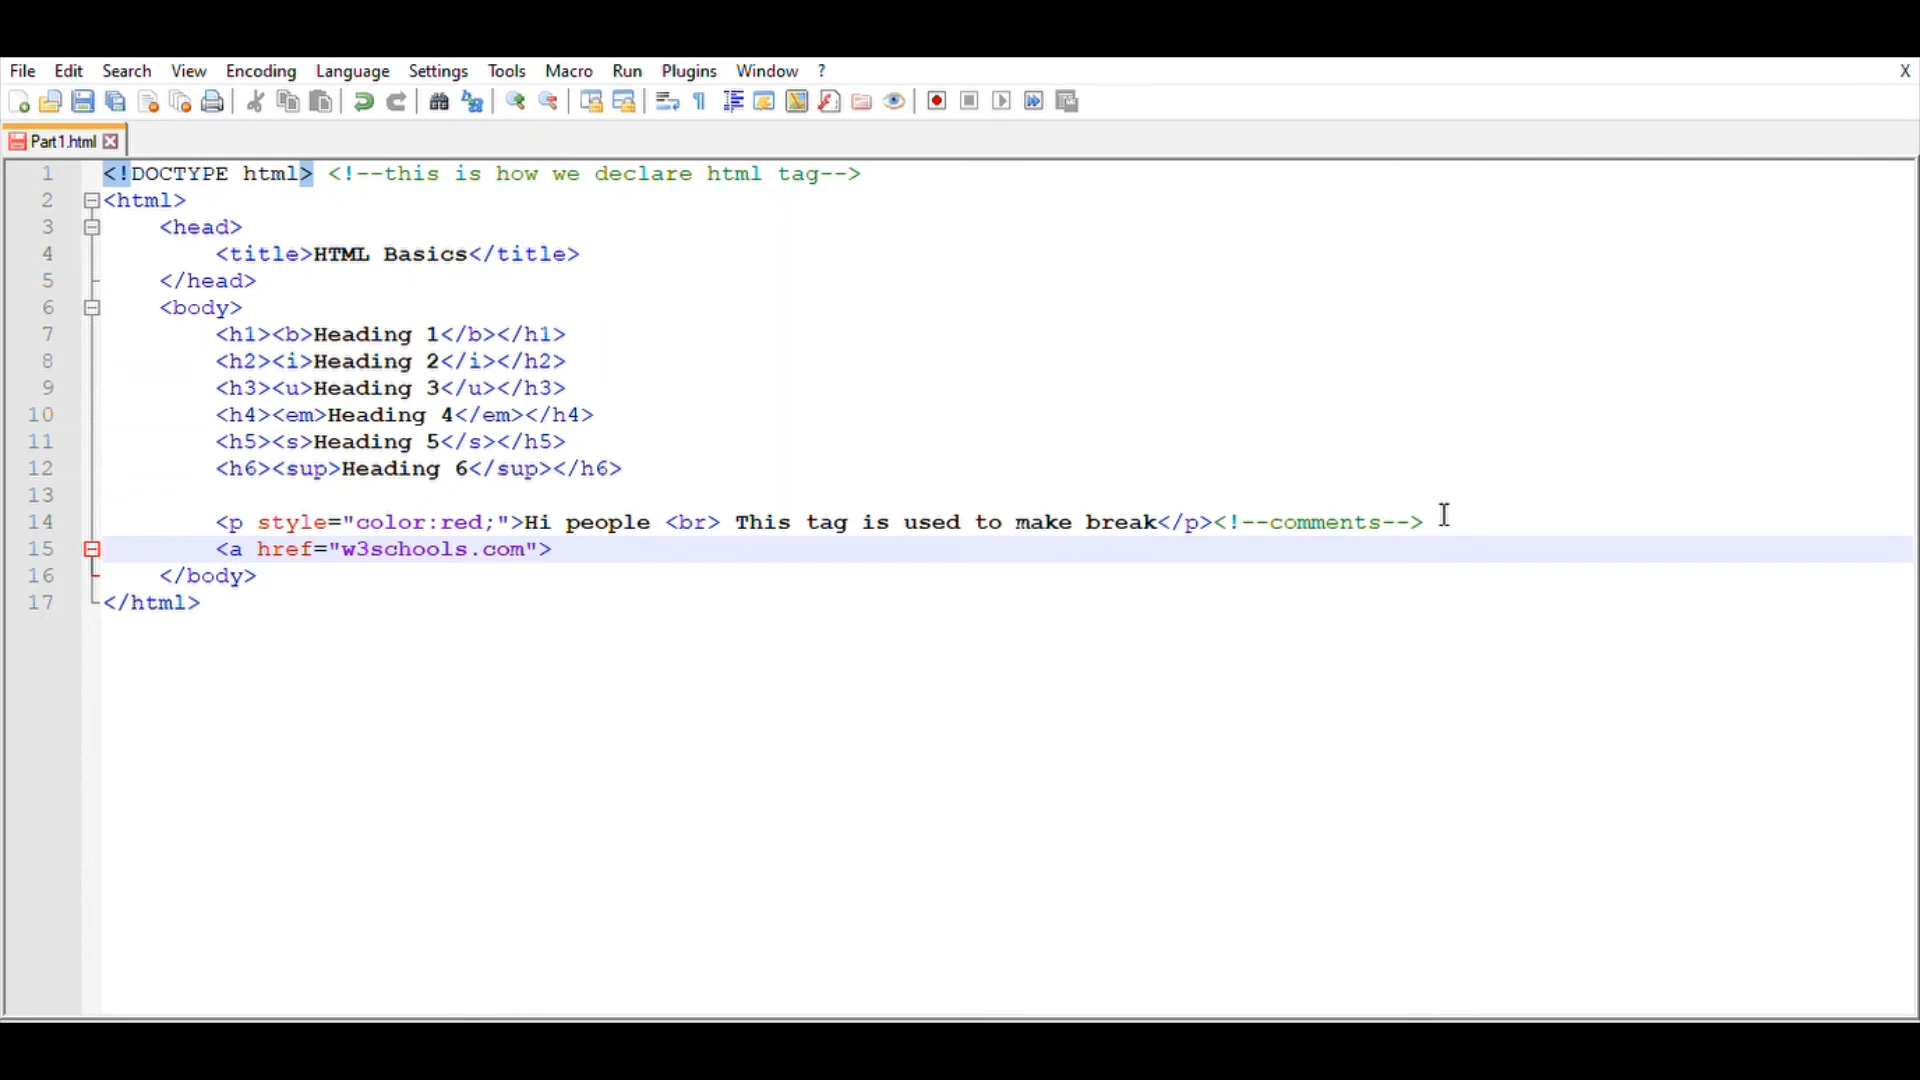 File Edit Search View Encoding Language Settings Tools Macro Run Plugins Window ? X
Part1.html
1 <!DOCTYPE html> <!--this is how we declare html tag-->
2 <html>
3 <head>
4 <title>HTML Basics</title>
5 </head>
6 <body>
7 <h1><b>Heading 1</b></h1>
8 <h2><i>Heading 2</i></h2>
9 <h3><u>Heading 3</u></h3>
10 <h4><em>Heading 4</em></h4>
11 <h5><s>Heading 5</s></h5>
12 <h6><sup>Heading 6</sup></h6>
13
14 <p style="color:red;">Hi people <br> This tag is used to make break</p><!--comments-->
15 <a href="w3schools.com">
16 </body>
17 </html>